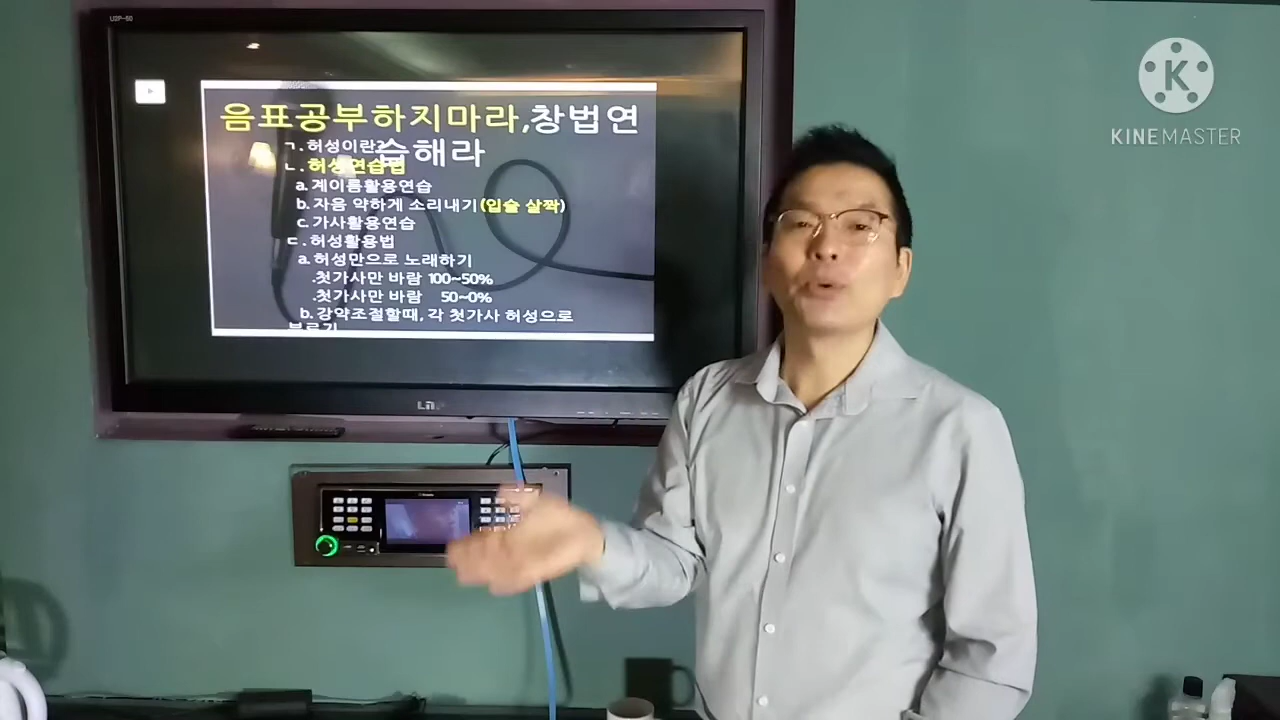 U2P-50
음표공부하지마라,창법연
습해라
ㄱ.허성이란?
ㄴ.허성연습법
a.계이름활용연습
b.자음 약하게 소리내기(입술 살짝)
c.가사활용연습
ㄷ.허성활용법
a.허성만으로 노래하기
.첫가사만 바람 100~50%
.첫가사만 바람 50~0%
b.강약조절할때, 각 첫가사 허성으로
부르기
K
KINEMASTER